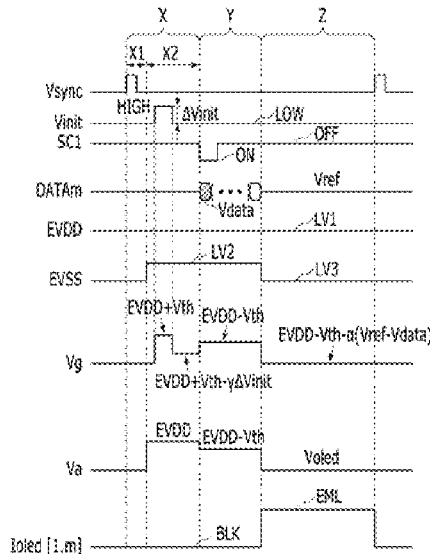 X Y Z
X1 X2
Vsync
HIGH ΔVinit LOW
Vinit
SC1 OFF
ON
DATAm Vref
Vdata
EVDD LV1
LV2
EVSS LV3
EVDD+Vth EVDD-Vth
EVDD-Vth-α(Vref-Vdata)
Vg
EVDD+Vth-γΔVinit
EVDD EVDD-Vth
Va Voled
EML
BLK
Ioled [1.m]